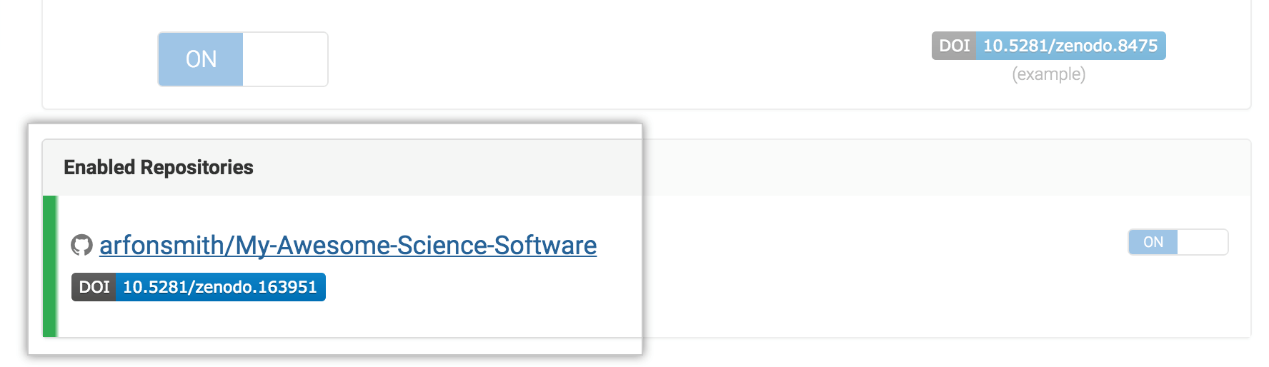 ON
DOI 10.5281/zenodo.8475
(example)
Enabled Repositories
arfonsmith/My-Awesome-Science-Software
ON
DOI 10.5281/zenodo.163951